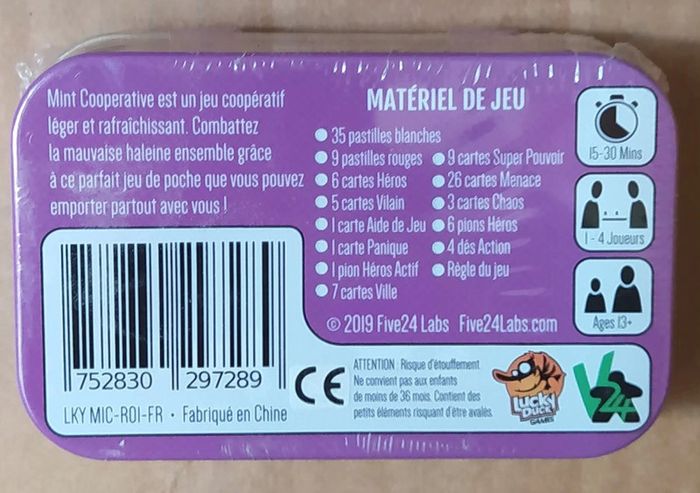 Mint Cooperative est un jeu coopératif
léger et rafraîchissant. Combattez
la mauvaise haleine ensemble grâce
à ce parfait jeu de poche que vous pouvez
emporter partout avec vous !
MATÉRIEL DE JEU
35 pastilles blanches
9 pastilles rouges
6 cartes Héros
5 cartes Vilain
1 carte Aide de Jeu
1 carte Panique
1 pion Héros Actif
7 cartes Ville
9 cartes Super Pouvoir
26 cartes Menace
3 cartes Chaos
6 pions Héros
4 dés Action
Règle du jeu
15-30 Mins
1 - 4 Joueurs
Ages 13+
© 2019 Five24 Labs Five24Labs.com
752830 297289
LKY MIC-R01-FR • Fabriqué en Chine
CE
ATTENTION : Risque d'étouffement.
Ne convient pas aux enfants
de moins de 36 mois. Contient des
petits éléments risquant d'être avalés.
LUCKY
DUCK
GAMES
V24